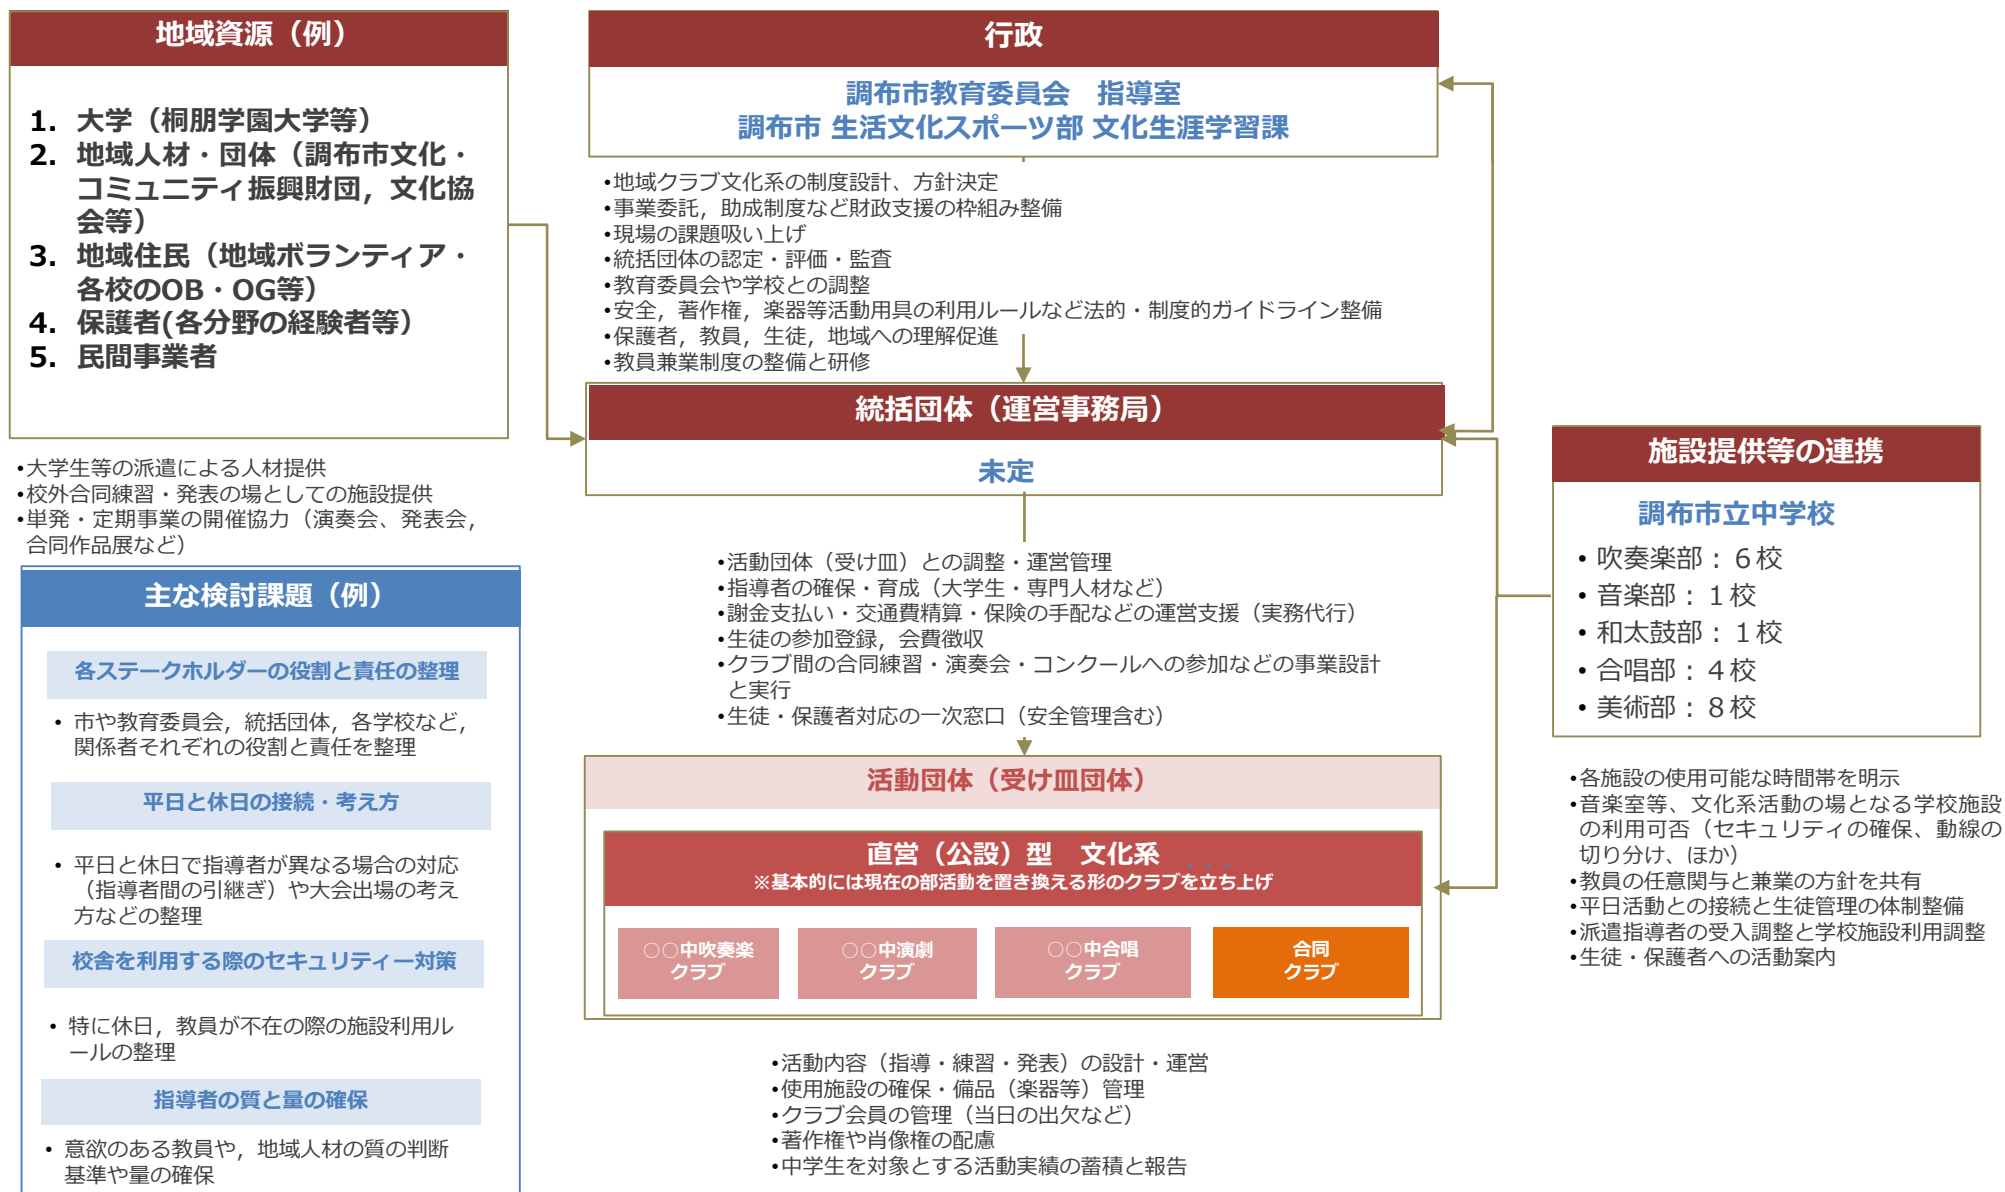 地域資源（例）
1. 大学（桐朋学園大学等）
2. 地域人材・団体（調布市文化・
コミュニティ振興財団，文化協
会等）
3. 地域住民（地域ボランティア・
各校のOB・OG等）
4. 保護者(各分野の経験者等）
5. 民間事業者
•大学生等の派遣による人材提供
•校外合同練習・発表の場としての施設提供
•単発・定期事業の開催協力（演奏会、発表会，
合同作品展など）
主な検討課題（例）
各ステークホルダーの役割と責任の整理
• 市や教育委員会，統括団体，各学校など，
関係者それぞれの役割と責任を整理
平日と休日の接続・考え方
• 平日と休日で指導者が異なる場合の対応
（指導者間の引継ぎ）や大会出場の考え
方などの整理
校舎を利用する際のセキュリティー対策
• 特に休日，教員が不在の際の施設利用ル
ールの整理
指導者の質と量の確保
• 意欲のある教員や，地域人材の質の判断
基準や量の確保
行政
調布市教育委員会　指導室
調布市 生活文化スポーツ部 文化生涯学習課
•地域クラブ文化系の制度設計、方針決定
•事業委託，助成制度など財政支援の枠組み整備
•現場の課題吸い上げ
•統括団体の認定・評価・監査
•教育委員会や学校との調整
•安全，著作権，楽器等活動用具の利用ルールなど法的・制度的ガイドライン整備
•保護者，教員，生徒，地域への理解促進
•教員兼業制度の整備と研修
統括団体（運営事務局）
未定
•活動団体（受け皿）との調整・運営管理
•指導者の確保・育成（大学生・専門人材など）
•謝金支払い・交通費精算・保険の手配などの運営支援（実務代行）
•生徒の参加登録，会費徴収
•クラブ間の合同練習・演奏会・コンクールへの参加などの事業設計
と実行
•生徒・保護者対応の一次窓口（安全管理含む）
活動団体（受け皿団体）
直営（公設）型　文化系
※基本的には現在の部活動を置き換える形のクラブを立ち上げ
○○中吹奏楽
クラブ
○○中演劇
クラブ
○○中合唱
クラブ
合同
クラブ
•活動内容（指導・練習・発表）の設計・運営
•使用施設の確保・備品（楽器等）管理
•クラブ会員の管理（当日の出欠など）
•著作権や肖像権の配慮
•中学生を対象とする活動実績の蓄積と報告
施設提供等の連携
調布市立中学校
• 吹奏楽部：６校
• 音楽部：１校
• 和太鼓部：１校
• 合唱部：４校
• 美術部：８校
•各施設の使用可能な時間帯を明示
•音楽室等、文化系活動の場となる学校施設
の利用可否（セキュリティの確保、動線の
切り分け、ほか）
•教員の任意関与と兼業の方針を共有
•平日活動との接続と生徒管理の体制整備
•派遣指導者の受入調整と学校施設利用調整
•生徒・保護者への活動案内